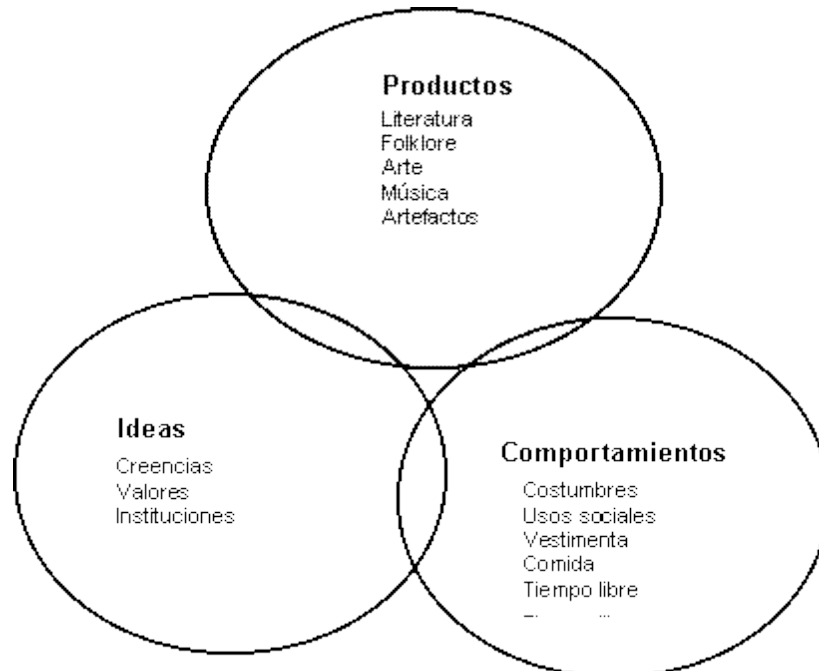 Productos
Literatura
Folklore
Arte
Música
Artefactos
Ideas
Creencias
Valores
Instituciones
Comportamientos
Costumbres
Usos sociales
Vestimenta
Comida
Tiempo libre